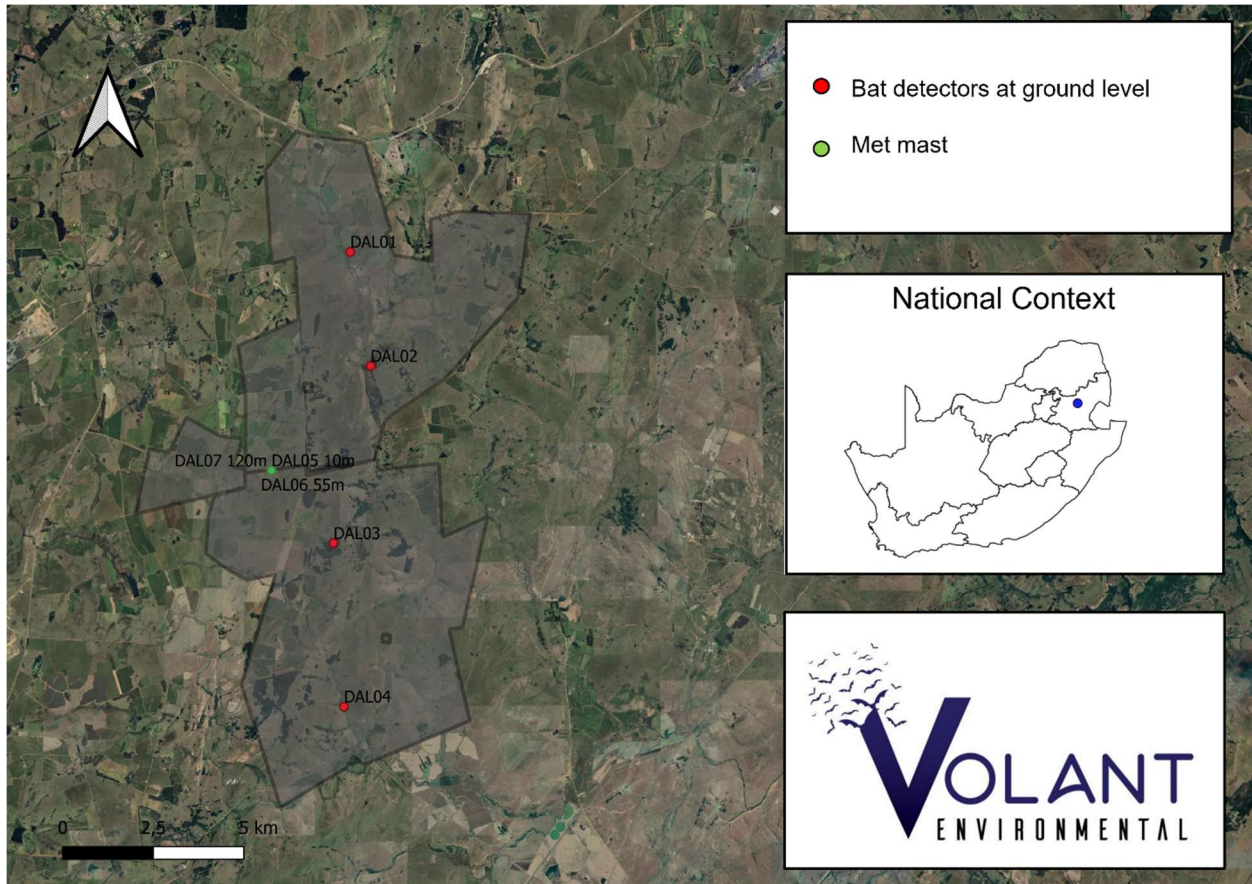 Bat detectors at ground level
Met mast
National Context
DAL01
DAL02
DAL07 120m DAL05 10m
DAL06 55m
DAL03
DAL04
0 2,5 5 km
VOLANT
ENVIRONMENTAL